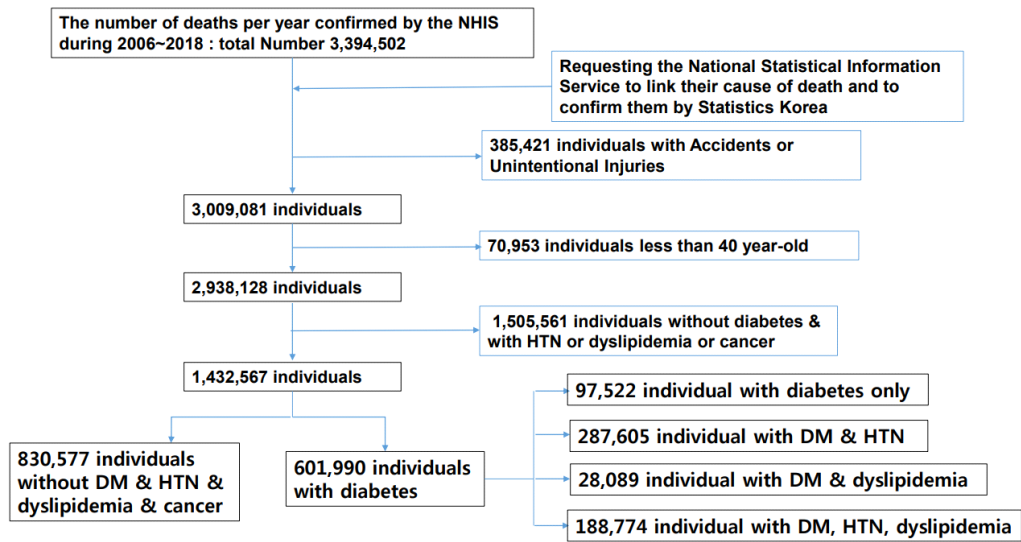 The number of deaths per year confirmed by the NHIS
during 2006~2018 : total Number 3,394,502
Requesting the National Statistical Information
Service to link their cause of death and to
confirm them by Statistics Korea
385,421 individuals with Accidents or
Unintentional Injuries
3,009,081 individuals
70,953 individuals less than 40 year-old
2,938,128 individuals
1,505,561 individuals without diabetes &
with HTN or dyslipidemia or cancer
1,432,567 individuals
830,577 individuals
without DM & HTN &
dyslipidemia & cancer
601,990 individuals
with diabetes
97,522 individual with diabetes only
287,605 individual with DM & HTN
28,089 individual with DM & dyslipidemia
188,774 individual with DM, HTN, dyslipidemia